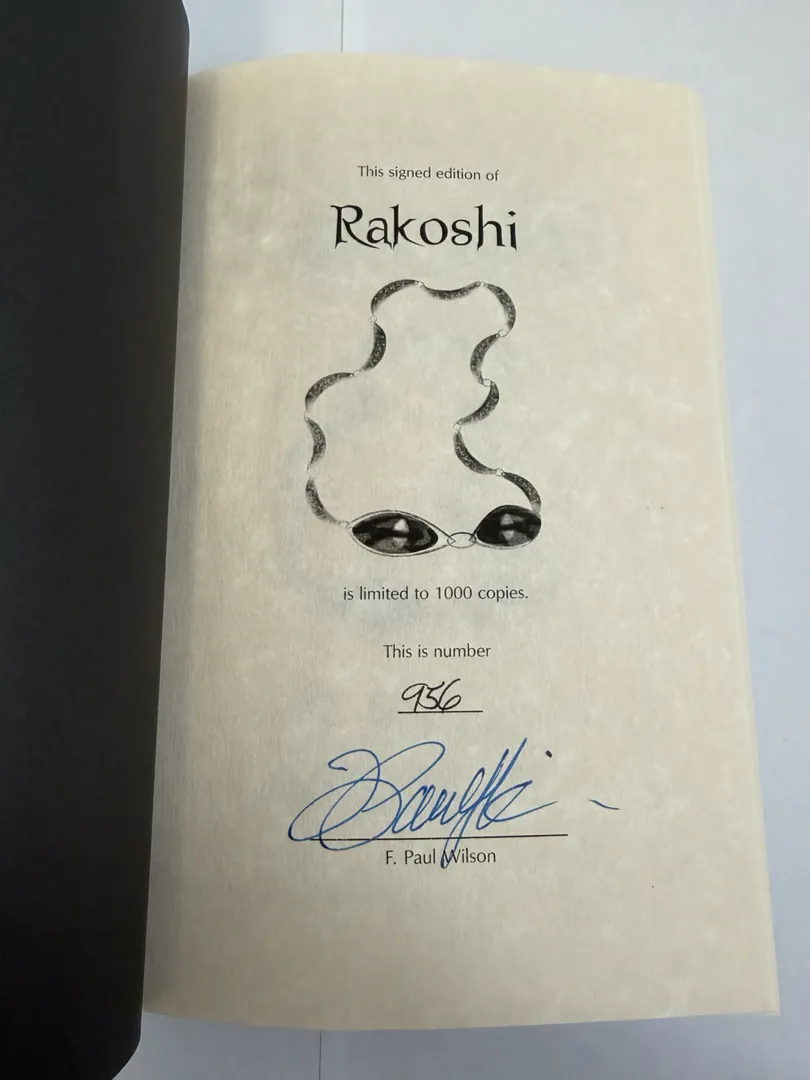 This signed edition of
Rakoshi
is limited to 1000 copies.
This is number
956
F. Paul Wilson